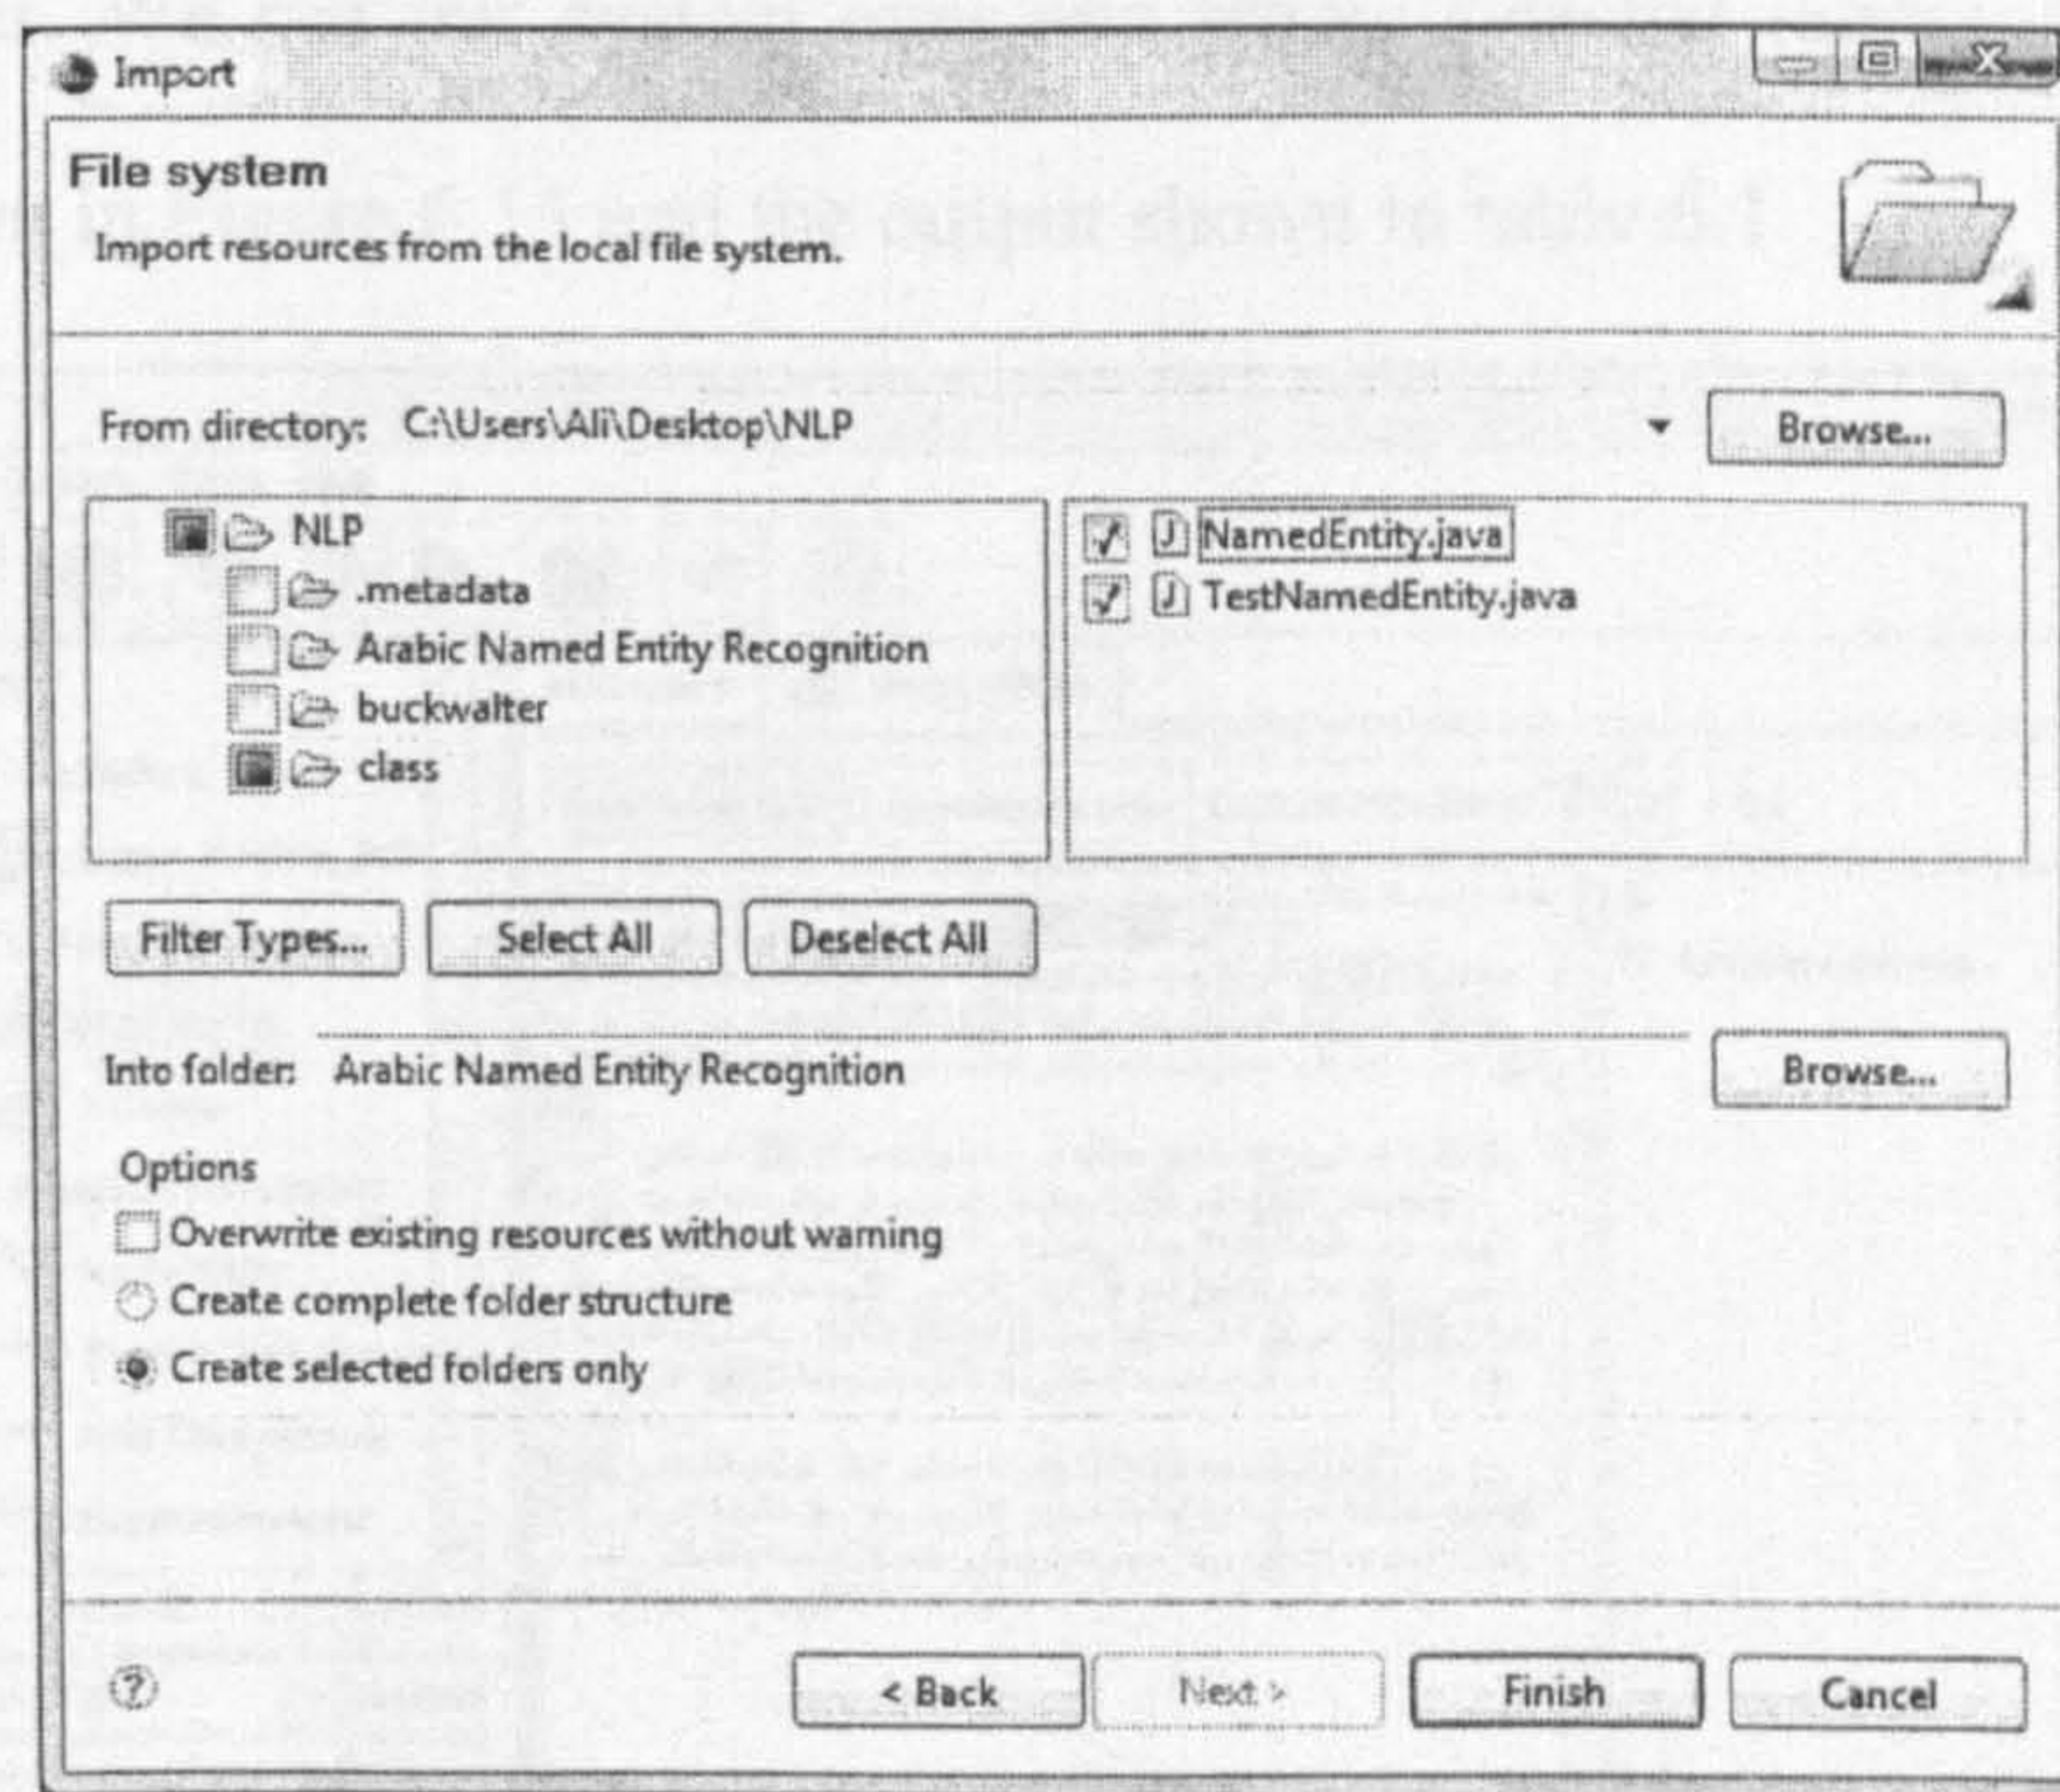 Import
File system
Import resources from the local file system.
From directory: C:\Users\Ali\Desktop\NLP
Browse...
NLP
.metadata
Arabic Named Entity Recognition
buckwalter
class
NamedEntity.java
TestNamedEntity.java
Filter Types...
Select All
Deselect All
Into folder: Arabic Named Entity Recognition
Browse...
Options
Overwrite existing resources without warning
Create complete folder structure
Create selected folders only
?
< Back
Next >
Finish
Cancel